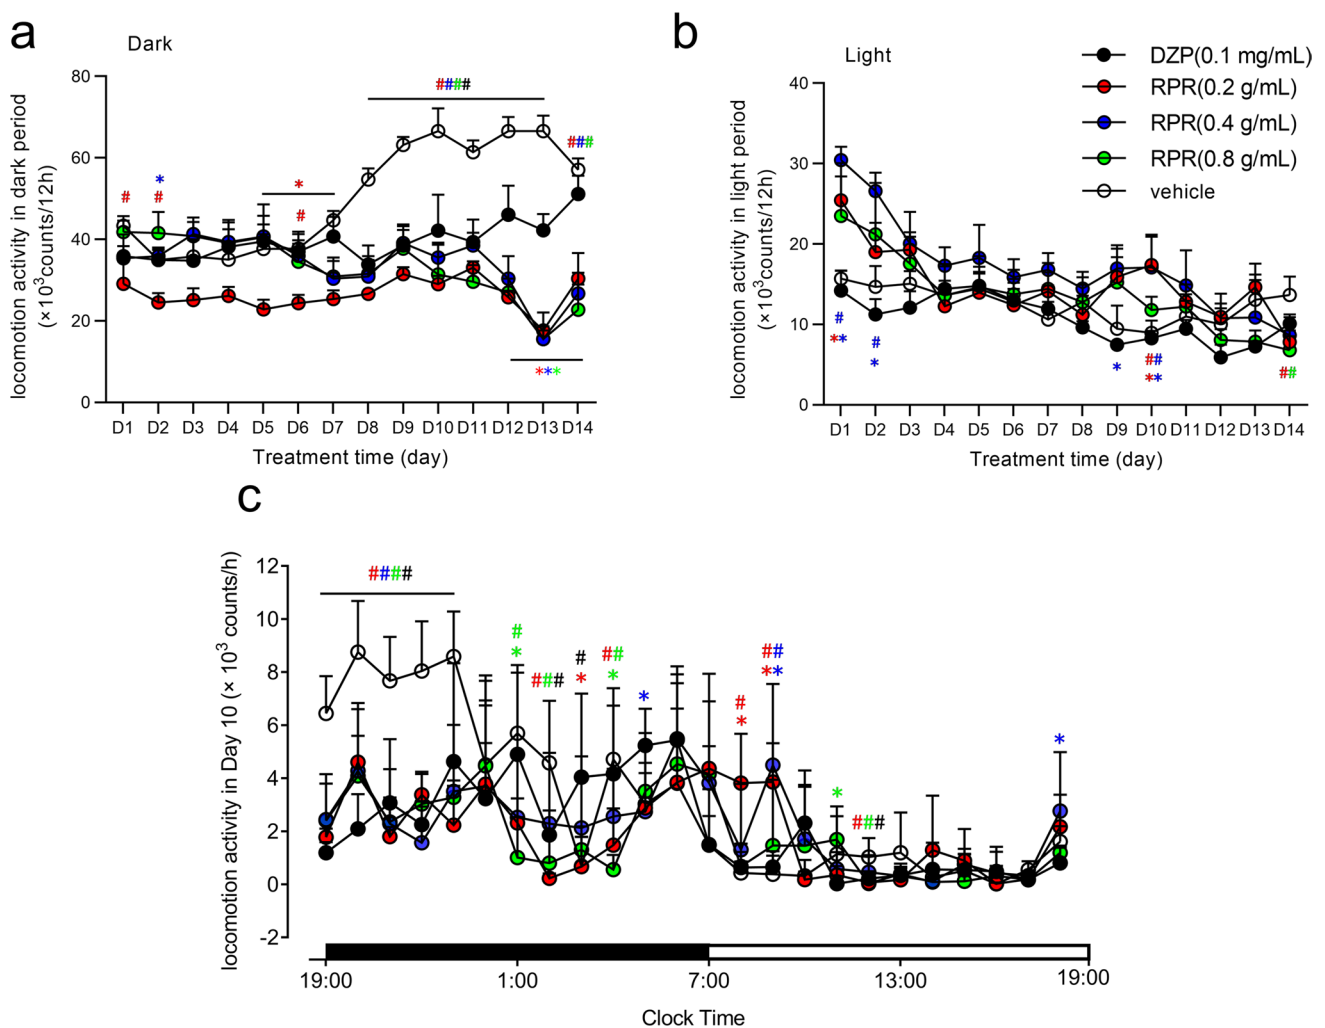 a
Dark
locomotion activity in dark period
(×10³counts/12h)
80
60
40
20
0
####
###
#
*
#
*
#
***
D1 D2 D3 D4 D5 D6 D7 D8 D9 D10 D11 D12 D13 D14
Treatment time (day)
b
Light
locomotion activity in light period
(×10³counts/12h)
40
30
20
10
0
#
**
#
*
*
##
**
##
D1 D2 D3 D4 D5 D6 D7 D8 D9 D10 D11 D12 D13 D14
Treatment time (day)
DZP(0.1 mg/mL)
RPR(0.2 g/mL)
RPR(0.4 g/mL)
RPR(0.8 g/mL)
vehicle
c
locomotion activity in Day 10 (× 10³ counts/h)
12
10
8
6
4
2
0
-2
####
#
*
###
#
*
##
*
*
#
*
##
**
*
###
*
19:00 1:00 7:00 13:00 19:00
Clock Time